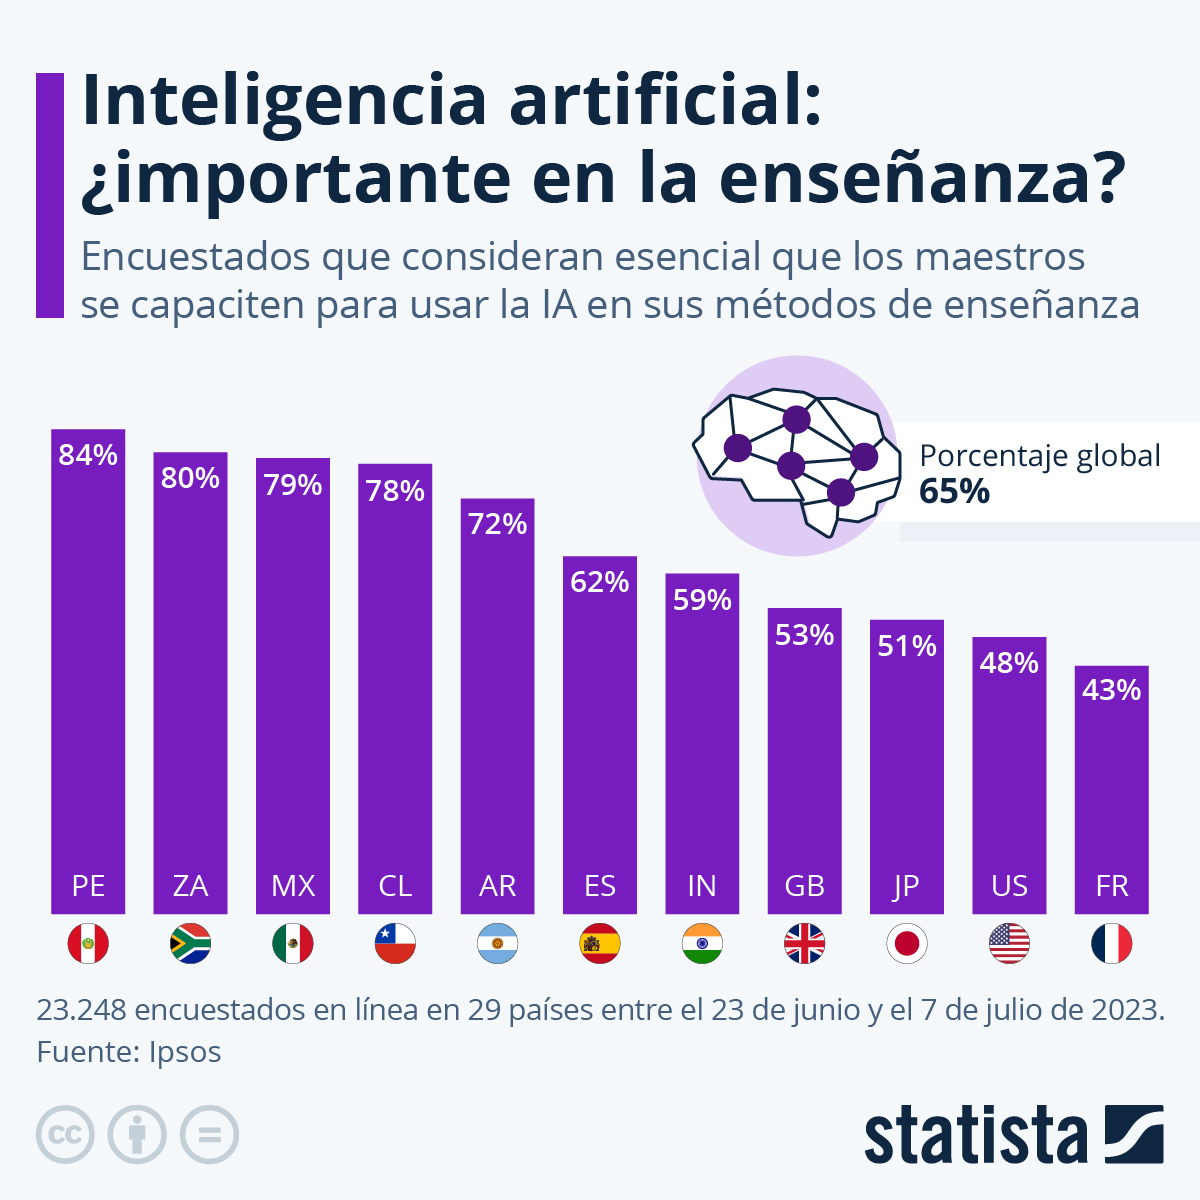 Inteligencia artificial:
¿importante en la enseñanza?
Encuestados que consideran esencial que los maestros
se capaciten para usar la IA en sus métodos de enseñanza
Porcentaje global
65%
84%
80%
79%
78%
72%
62%
59%
53%
51%
48%
43%
PE
ZA
MX
CL
AR
ES
IN
GB
JP
US
FR
23.248 encuestados en línea en 29 países entre el 23 de junio y el 7 de julio de 2023.
Fuente: Ipsos
cc
statista